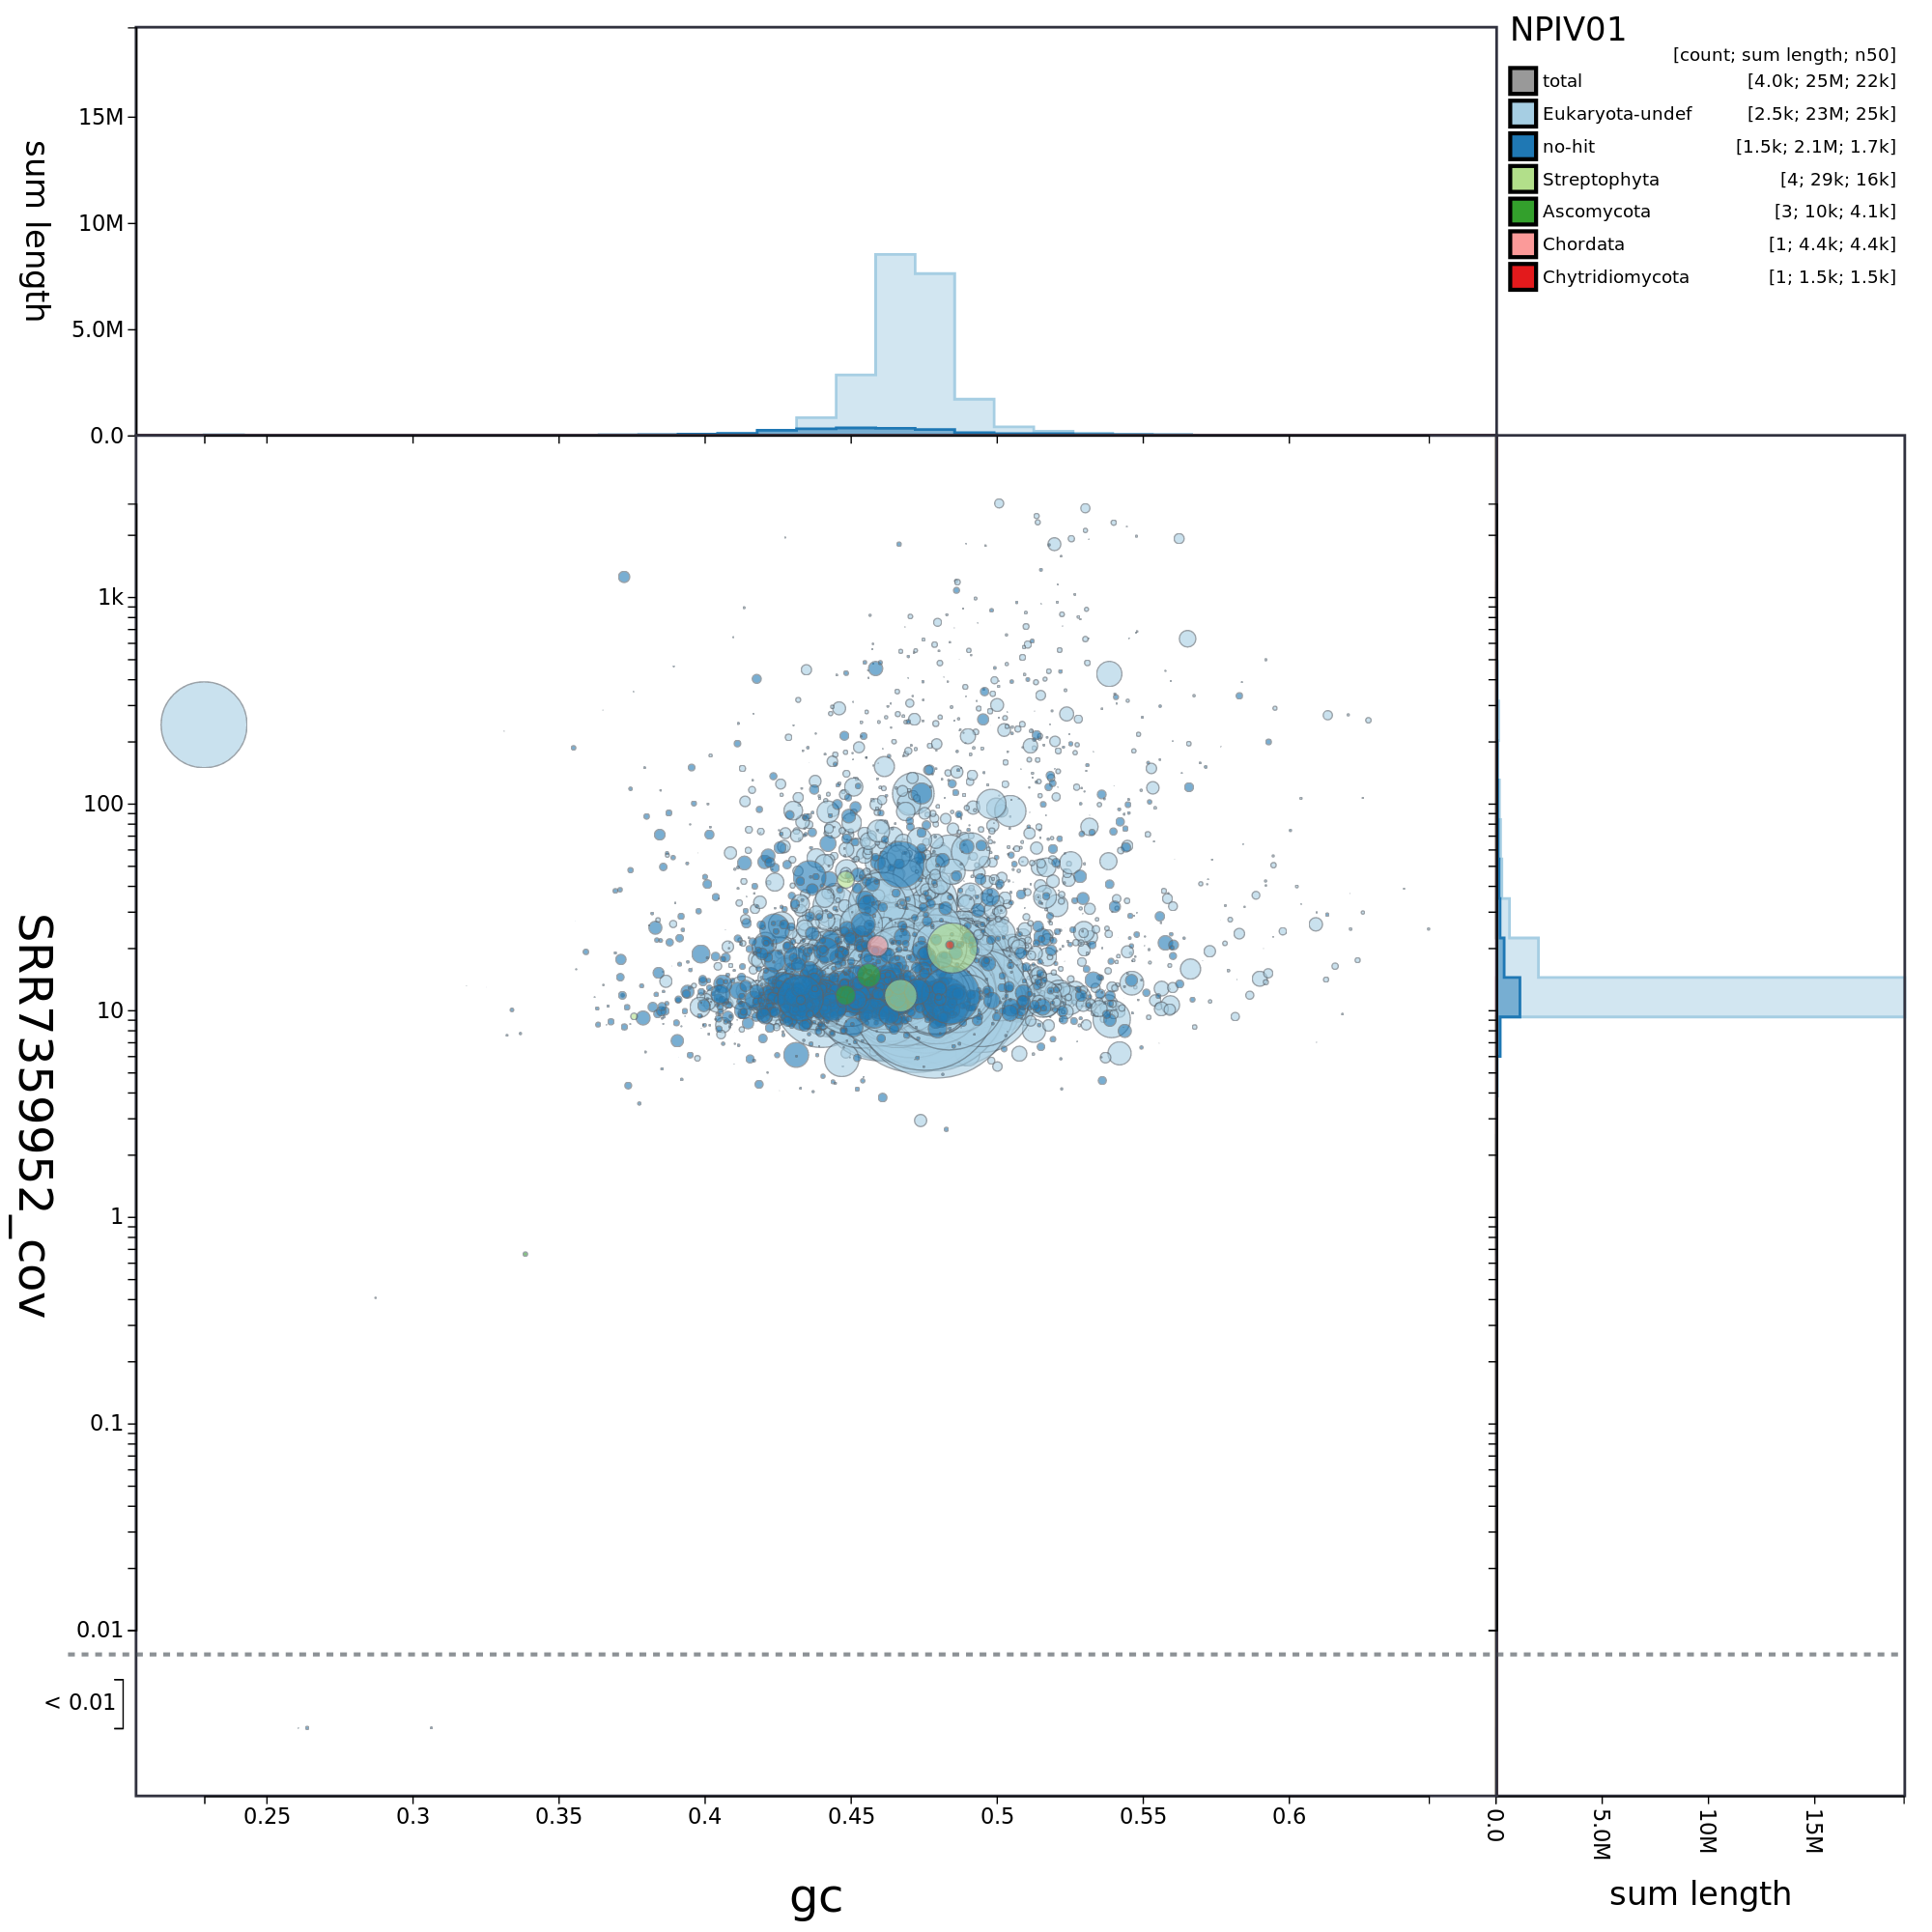 NPIV01
[count; sum length; n50]
total [4.0k; 25M; 22k]
Eukaryota-undef [2.5k; 23M; 25k]
no-hit [1.5k; 2.1M; 1.7k]
Streptophyta [4; 29k; 16k]
Ascomycota [3; 10k; 4.1k]
Chordata [1; 4.4k; 4.4k]
Chytridiomycota [1; 1.5k; 1.5k]
sum length
15M
10M
5.0M
0.0
SRR7359952_cov
1k
100
10
1
0.1
0.01
< 0.01
0.25 0.3 0.35 0.4 0.45 0.5 0.55 0.6
gc
0.0 5.0M 10M 15M
sum length